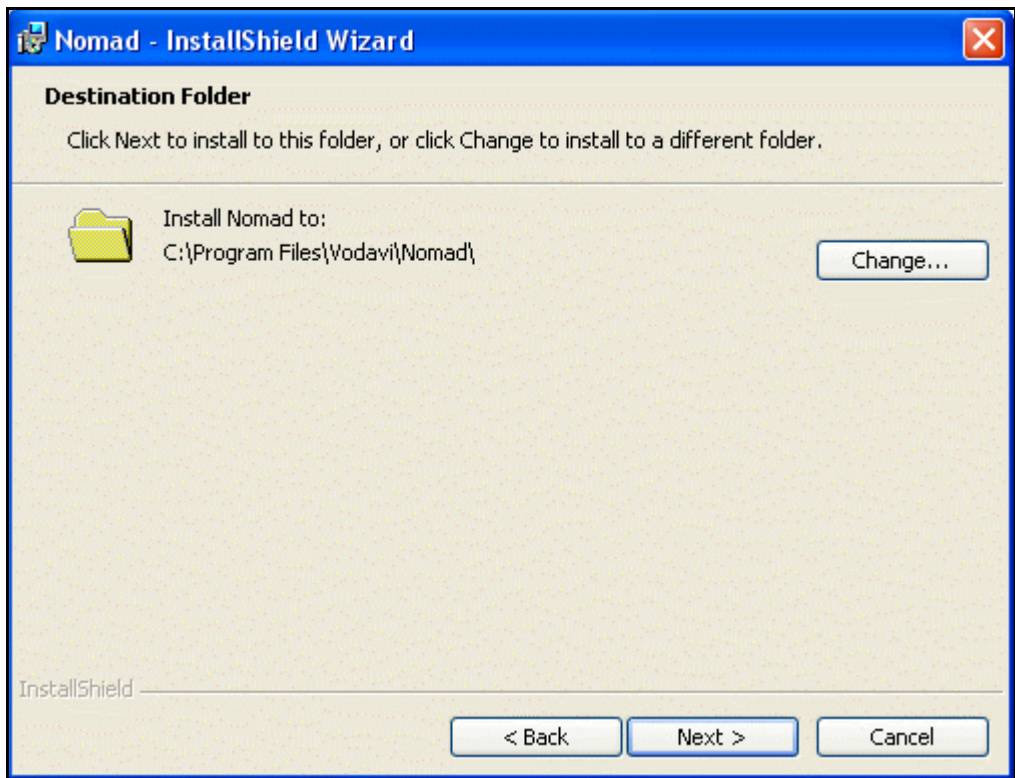 Nomad - InstallShield Wizard
Destination Folder
Click Next to install to this folder, or click Change to install to a different folder.
Install Nomad to:
C:\Program Files\Vodavi\Nomad\
Change...
InstallShield
< Back
Next >
Cancel